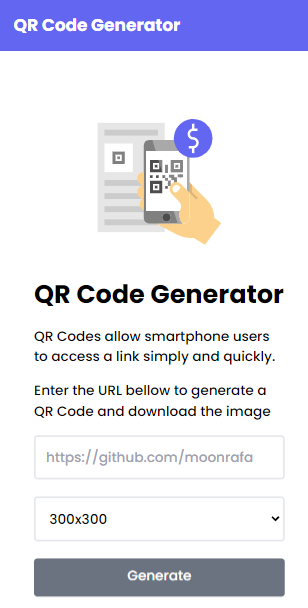 QR Code Generator
$
QR Code Generator
QR Codes allow smartphone users
to access a link simply and quickly.
Enter the URL bellow to generate a
QR Code and download the image
https://github.com/moonrafa
300x300
Generate